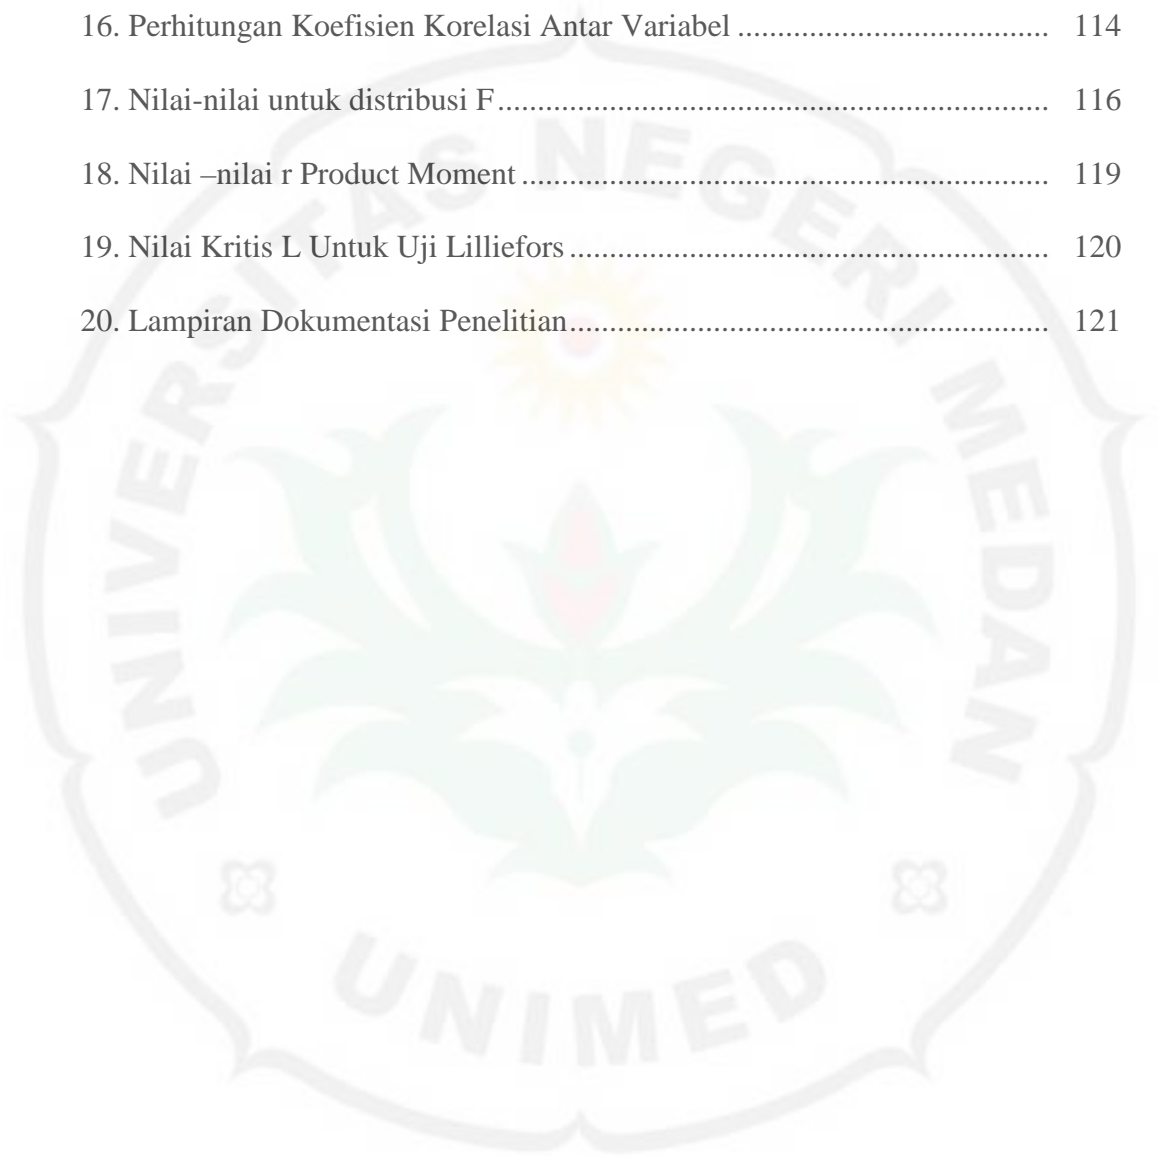 16. Perhitungan Koefisien Korelasi Antar Variabel ................................. 114
17. Nilai-nilai untuk distribusi F .......................................................... 116
18. Nilai –nilai r Product Moment ....................................................... 119
19. Nilai Kritis L Untuk Uji Lilliefors .................................................. 120
20. Lampiran Dokumentasi Penelitian .................................................. 121
UNIVERSITAS NEGERI MEDAN
UNIMED